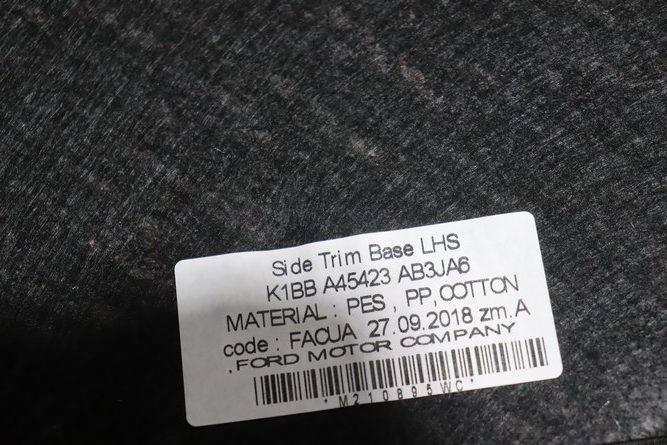 Side Trim Base LHS
K1BB A45423 AB3JA6
MATERIAL : PES , PP, COTTON
code : FACUA 27.09.2018 zm.A
.FORD MOTOR COMPANY
*M210895WC*